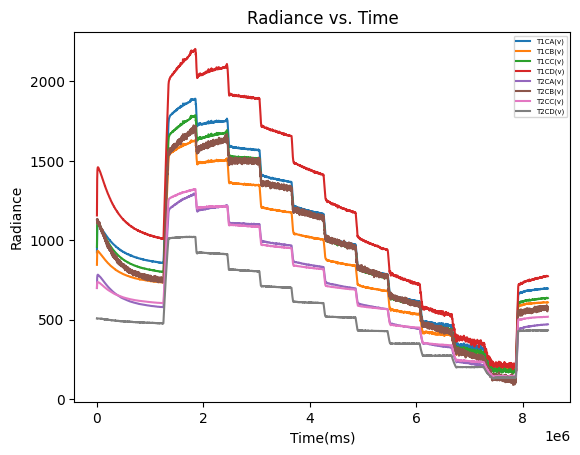 Radiance vs. Time
2000
1500
1000
500
0
Radiance
0
2
4
6
8
1e6
Time(ms)
T1CA(v)
T1CB(v)
T1CC(v)
T1CD(v)
T2CA(v)
T2CB(v)
T2CC(v)
T2CD(v)